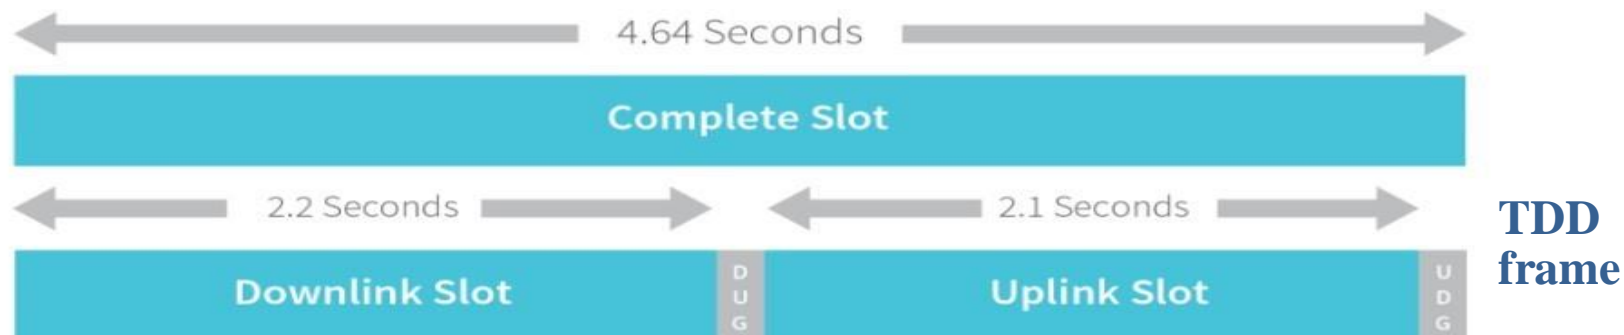 4.64 Seconds
Complete Slot
2.2 Seconds
2.1 Seconds
TDD
frame
Downlink Slot
D
U
G
Uplink Slot
U
D
G